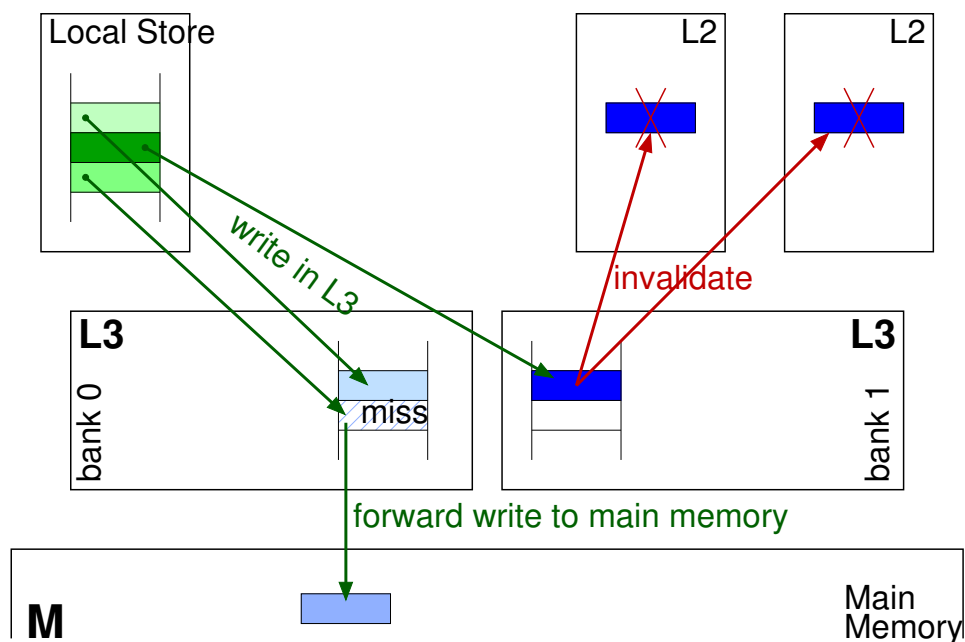 Local Store
L2
L2
write in L3
invalidate
L3
bank 0
miss
L3
bank 1
forward write to main memory
M
Main
Memory